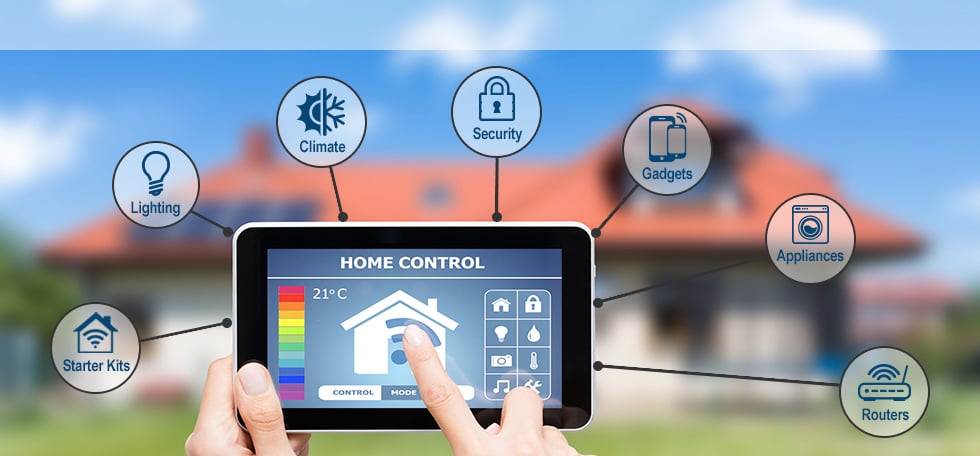 Lighting
Climate
Security
Gadgets
Appliances
Starter Kits
Routers
HOME CONTROL
21° C
CONTROL
MODE